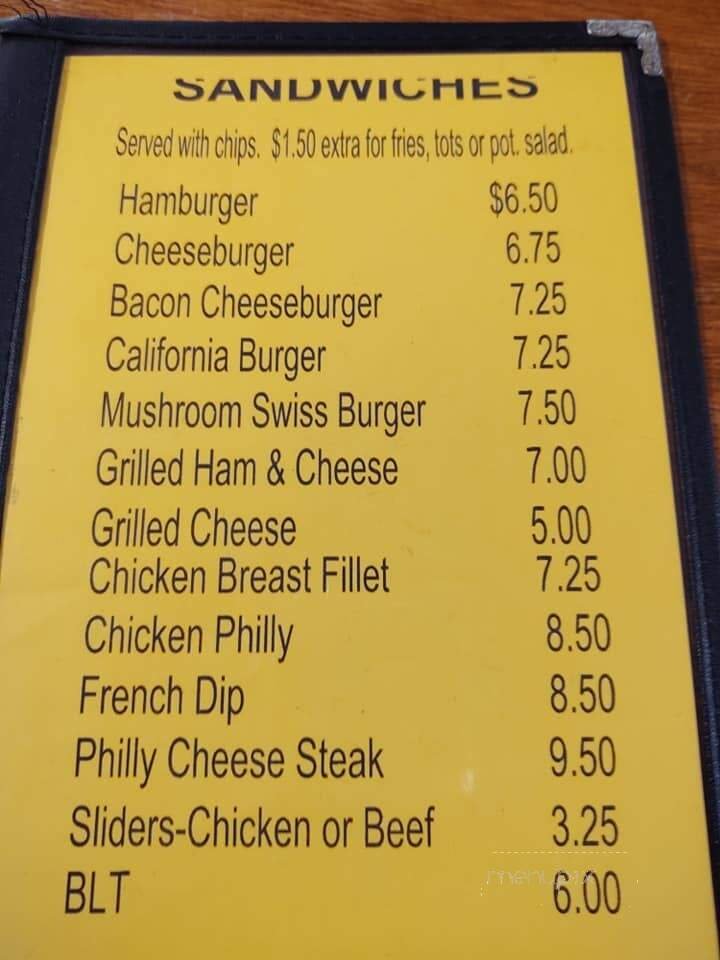 SANDWICHES
Served with chips. $1.50 extra for fries, tots or pot. salad.
Hamburger $6.50
Cheeseburger 6.75
Bacon Cheeseburger 7.25
California Burger 7.25
Mushroom Swiss Burger 7.50
Grilled Ham & Cheese 7.00
Grilled Cheese 5.00
Chicken Breast Fillet 7.25
Chicken Philly 8.50
French Dip 8.50
Philly Cheese Steak 9.50
Sliders-Chicken or Beef 3.25
BLT 6.00